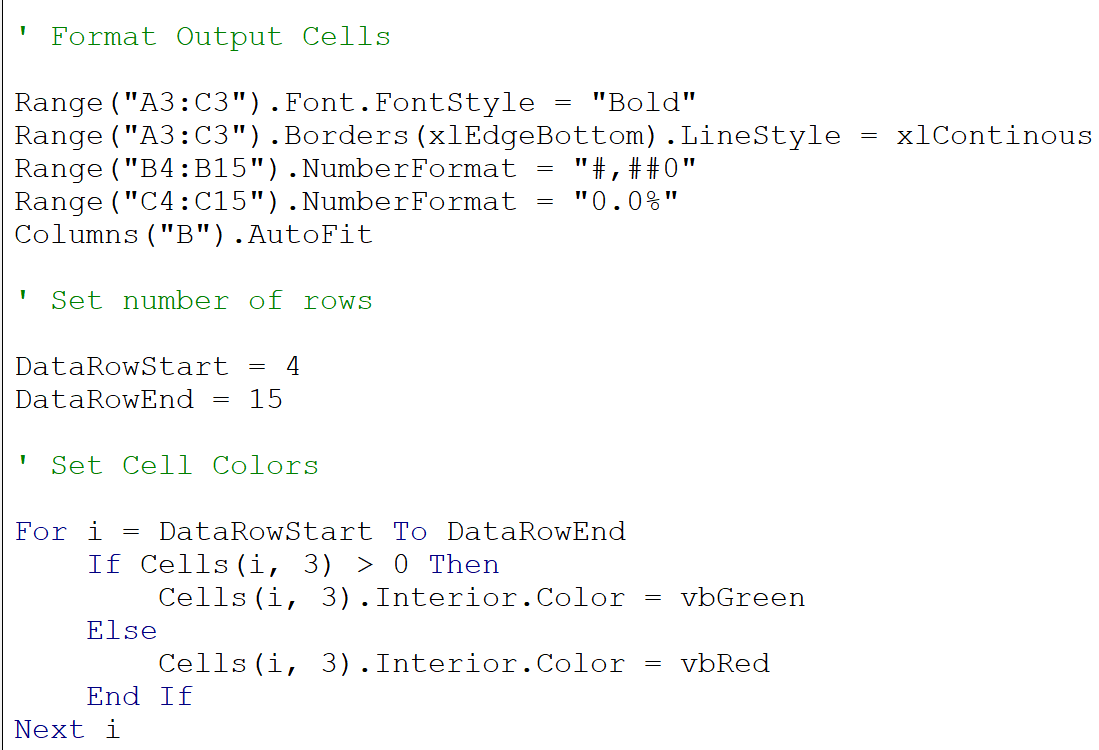 ' Format Output Cells
Range("A3:C3").Font.FontStyle = "Bold"
Range("A3:C3").Borders(xlEdgeBottom).LineStyle = xlContinous
Range("B4:B15").NumberFormat = "#,##0"
Range("C4:C15").NumberFormat = "0.0%"
Columns("B").AutoFit
' Set number of rows
DataRowStart = 4
DataRowEnd = 15
' Set Cell Colors
For i = DataRowStart To DataRowEnd
    If Cells(i, 3) > 0 Then
        Cells(i, 3).Interior.Color = vbGreen
    Else
        Cells(i, 3).Interior.Color = vbRed
    End If
Next i